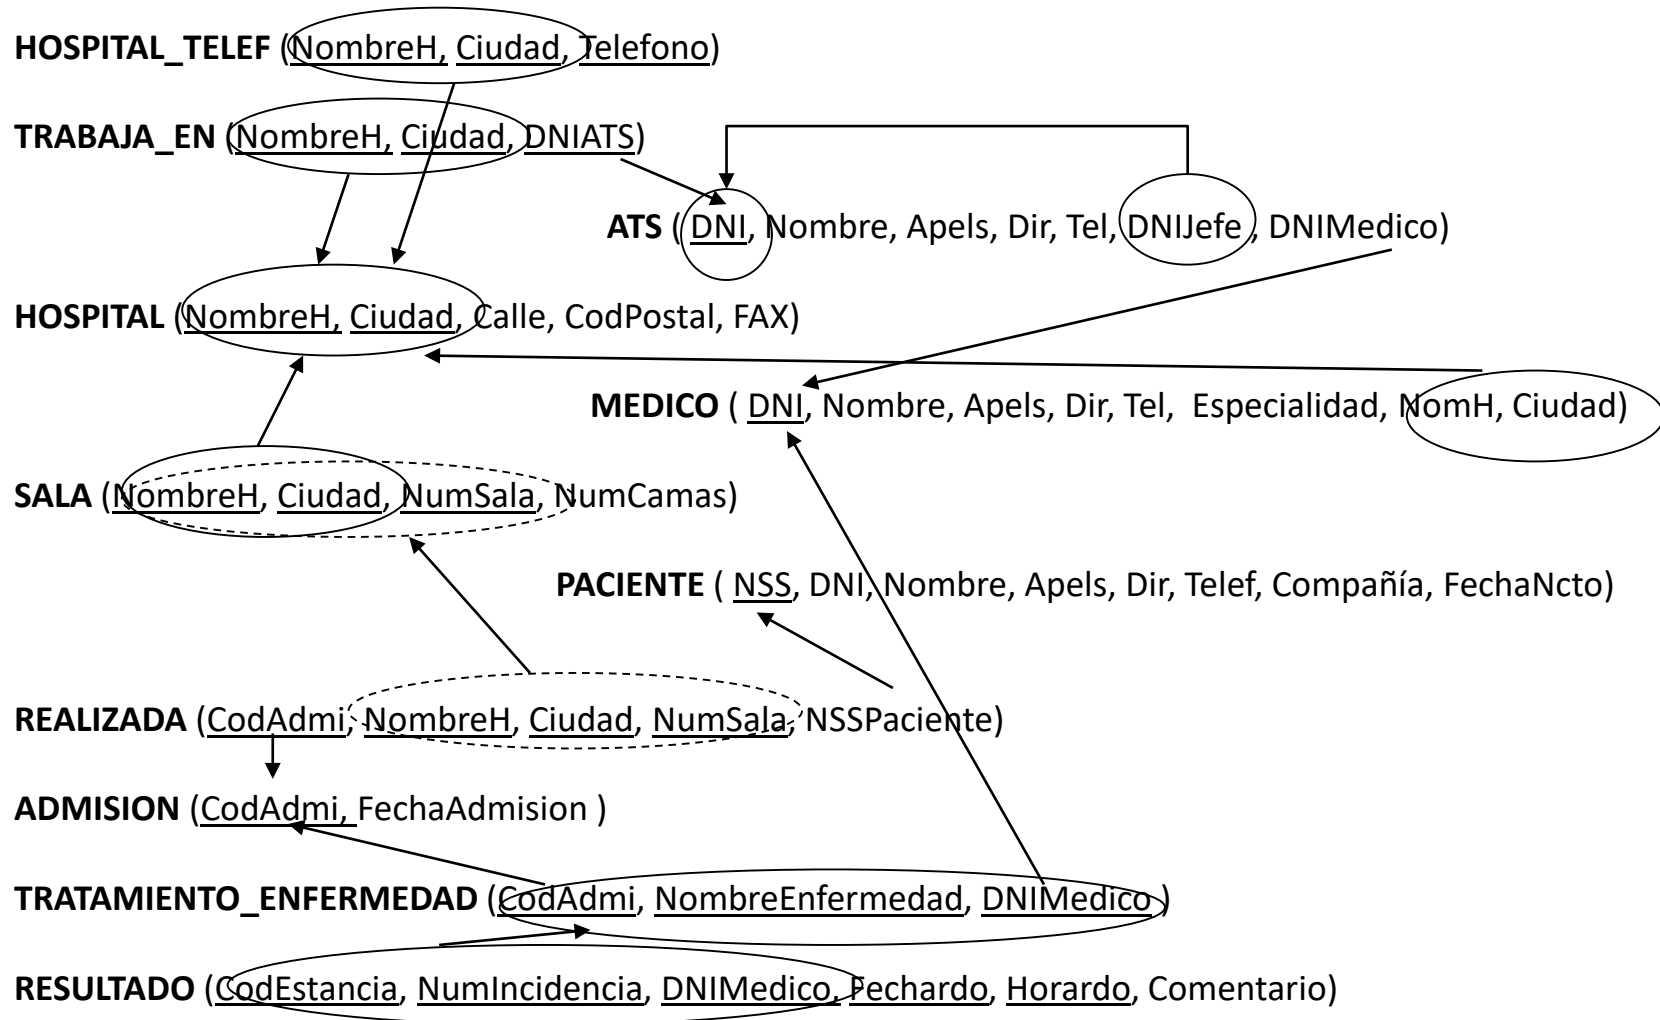 HOSPITAL_TELEF (NombreH, Ciudad, Telefono)
TRABAJA_EN (NombreH, Ciudad, DNIATS)
ATS ( DNI, Nombre, Apels, Dir, Tel, DNIJefe , DNIMedico)
HOSPITAL (NombreH, Ciudad, Calle, CodPostal, FAX)
MEDICO ( DNI, Nombre, Apels, Dir, Tel, Especialidad, NomH, Ciudad)
SALA (NombreH, Ciudad, NumSala, NumCamas)
PACIENTE ( NSS, DNI, Nombre, Apels, Dir, Telef, Compañía, FechaNcto)
REALIZADA (CodAdmi, NombreH, Ciudad, NumSala, NSSPaciente)
ADMISION (CodAdmi, FechaAdmision )
TRATAMIENTO_ENFERMEDAD (CodAdmi, NombreEnfermedad, DNIMedico )
RESULTADO (CodEstancia, NumIncidencia, DNIMedico, Fechardo, Horardo, Comentario)